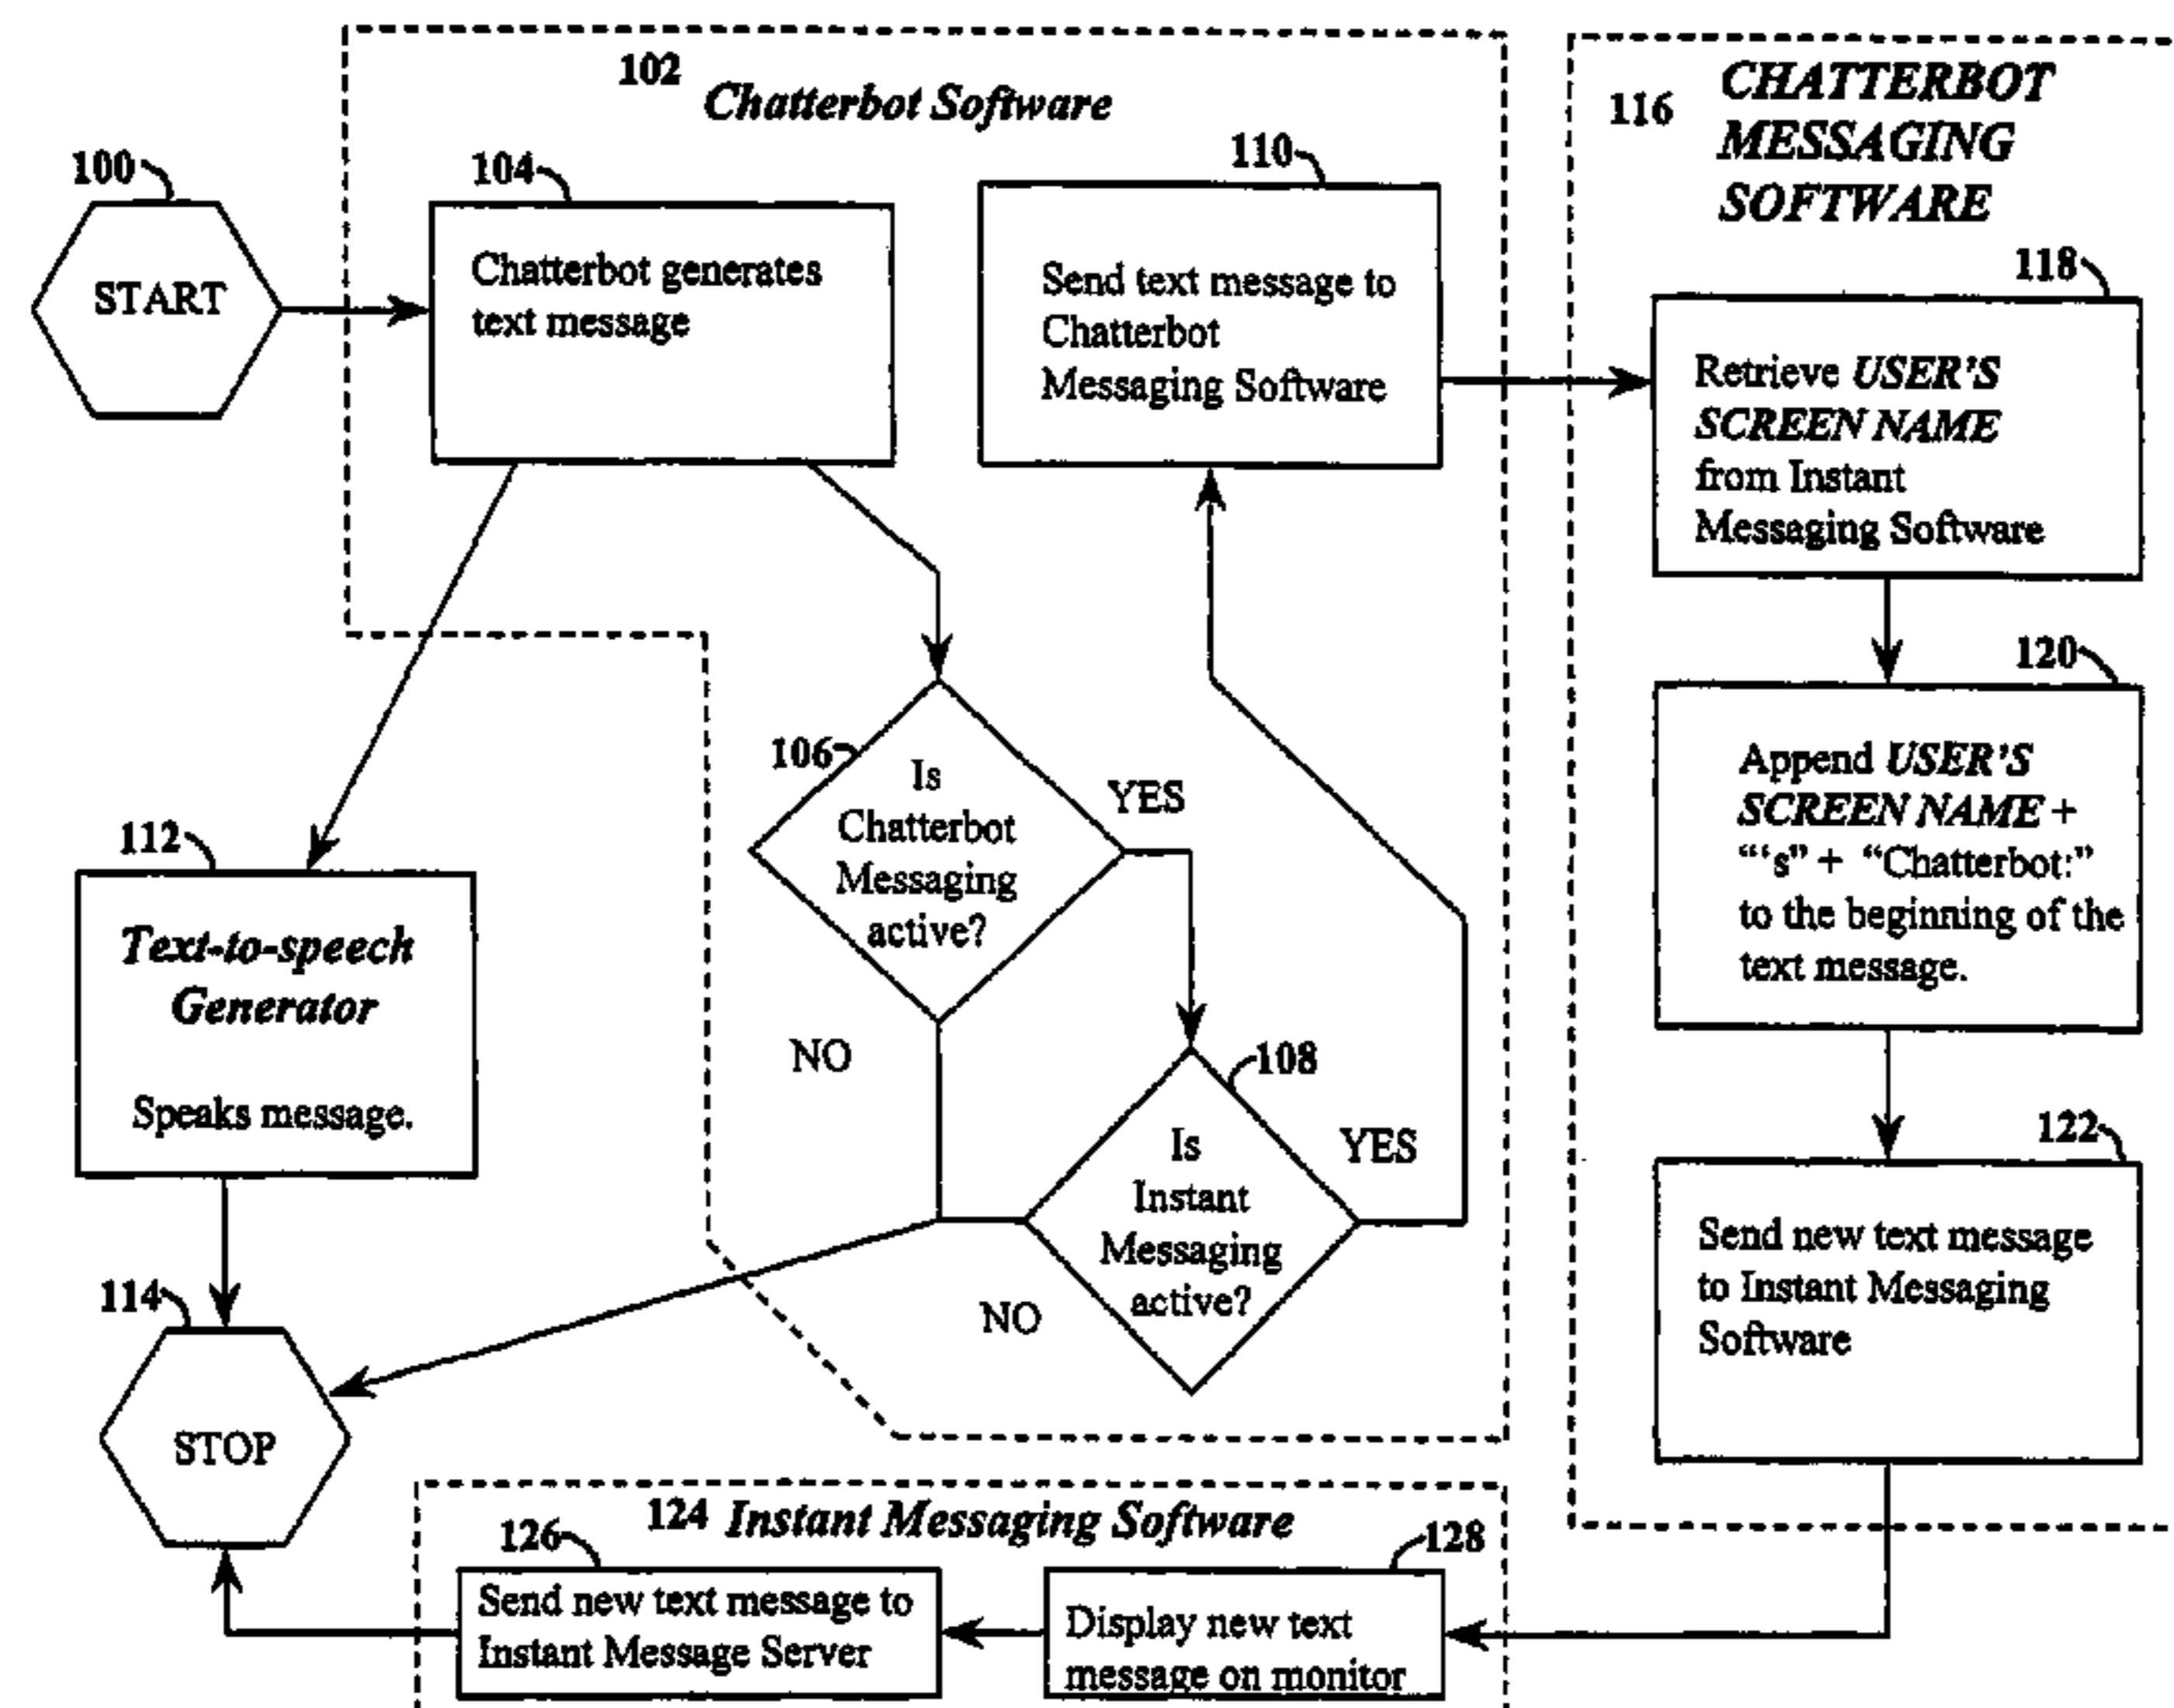 102
Chatterbot Software
116
CHATTERBOT
MESSAGING
SOFTWARE
100
START
104
Chatterbot generates
text message
110
Send text message to
Chatterbot
Messaging Software
118
Retrieve USER'S
SCREEN NAME
from Instant
Messaging Software
106
Is
Chatterbot
Messaging
active?
YES
NO
120
Append USER'S
SCREEN NAME +
“‘s” + “Chatterbot:”
to the beginning of the
text message.
112
Text-to-speech
Generator
Speaks message.
108
Is
Instant
Messaging
active?
YES
NO
122
Send new text message
to Instant Messaging
Software
114
STOP
124 Instant Messaging Software
126
Send new text message to
Instant Message Server
128
Display new text
message on monitor